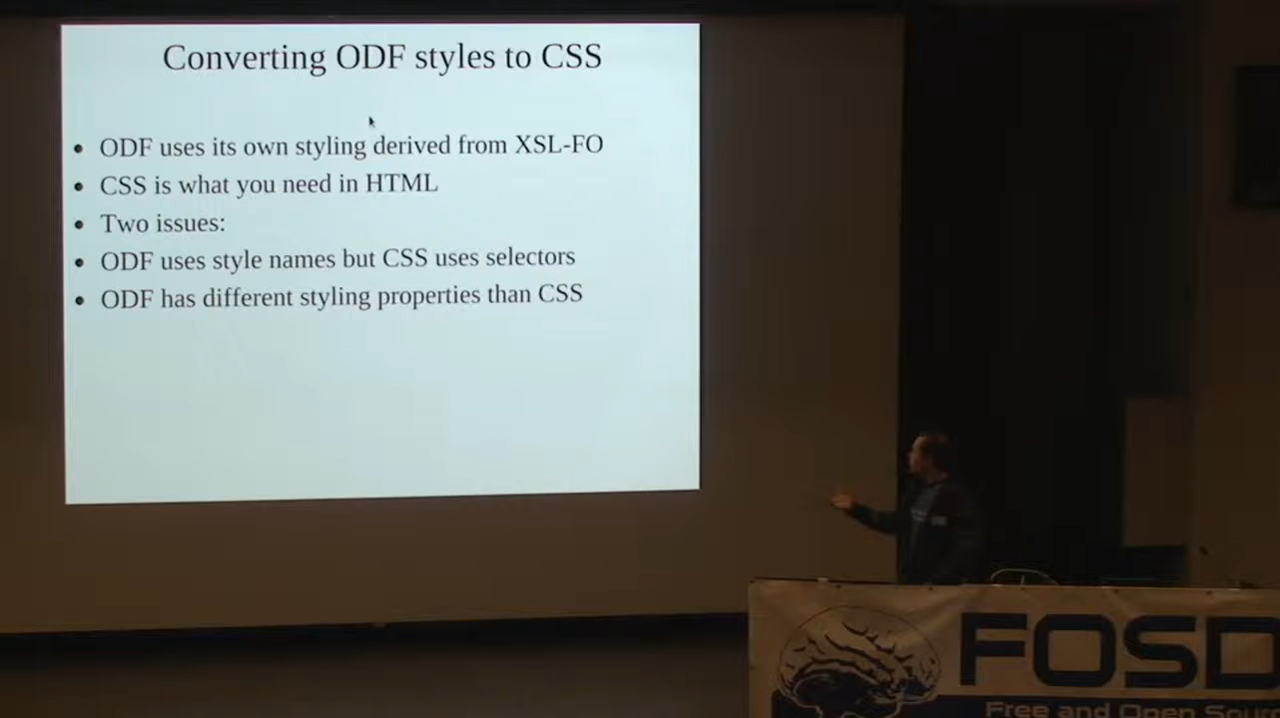 Converting ODF styles to CSS
• ODF uses its own styling derived from XSL-FO
• CSS is what you need in HTML
• Two issues:
• ODF uses style names but CSS uses selectors
• ODF has different styling properties than CSS
FOSD
Free and Open Sour